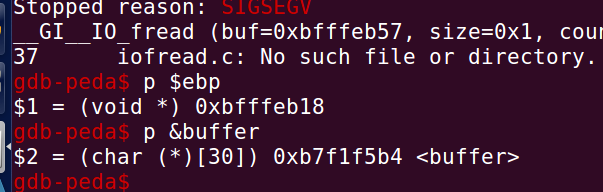 Stopped reason: SIGSEGV
__GI__IO_fread (buf=0xbfffeb57, size=0x1, cour
37      iofread.c: No such file or directory.
gdb-peda$ p $ebp
$1 = (void *) 0xbfffeb18
gdb-peda$ p &buffer
$2 = (char (*)[30]) 0xb7f1f5b4 <buffer>
gdb-peda$